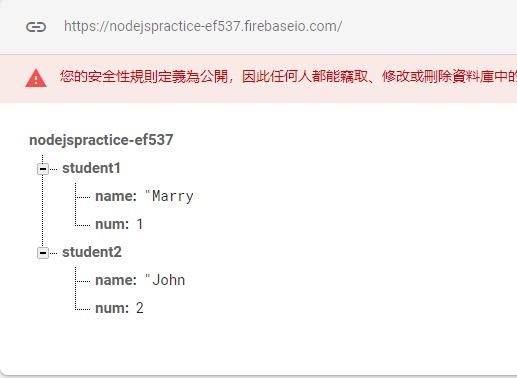 https://nodejspractice-ef537.firebaseio.com/
您的安全性規則定義為公開，因此任何人都能竊取、修改或刪除資料庫中的
nodejspractice-ef537
student1
name: "Marry
num: 1
student2
name: "John
num: 2